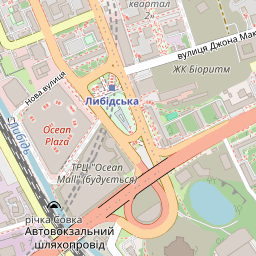 квартал
2»
вулиця Джона Мак
ЖК Біоритм
Нова вулиця
Либідська
Либідь
Ocean
Plaza
ТРЦ "Ocean
Mall" (будується)
річка Совка
Автовокзальний
шляхопровід